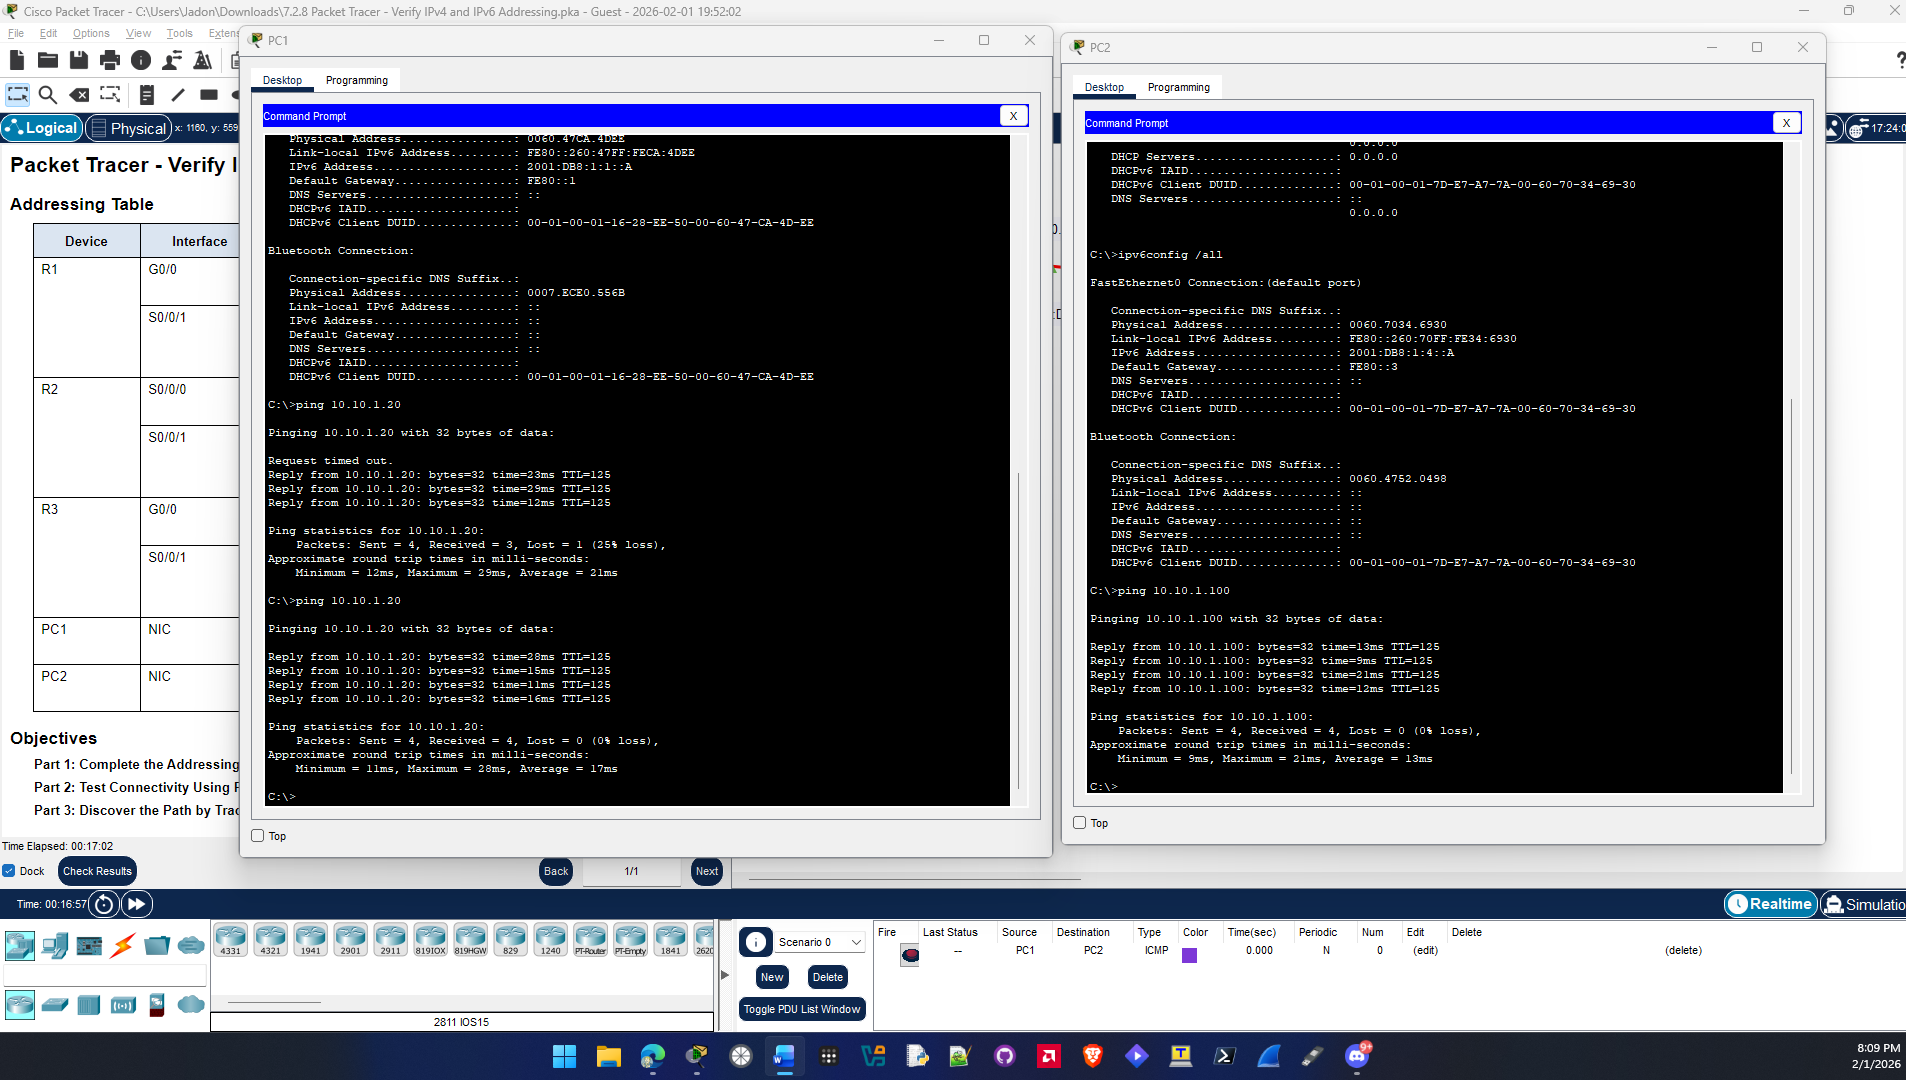 Cisco Packet Tracer - C:\Users\Jadon\Downloads\7.2.8 Packet Tracer - Verify IPv4 and IPv6 Addressing.pka - Guest - 2026-02-01 19:52:02
File Edit Options View Tools Extens
Logical
Physical
x: 1160, y: 559
17:24:0
Packet Tracer - Verify I
Addressing Table
Device Interface
R1 G0/0
S0/0/1
R2 S0/0/0
S0/0/1
R3 G0/0
S0/0/1
PC1 NIC
PC2 NIC
Objectives
Part 1: Complete the Addressing
Part 2: Test Connectivity Using P
Part 3: Discover the Path by Trac
Time Elapsed: 00:17:02
Dock
Check Results
Back
1/1
Next
PC1
Desktop
Programming
Command Prompt
X
Physical Address................: 0060.47CA.4DEE
Link-local IPv6 Address.........: FE80::260:47FF:FECA:4DEE
IPv6 Address....................: 2001:DB8:1:1::A
Default Gateway.................: FE80::1
DNS Servers.....................: ::
DHCPv6 IAID.....................:
DHCPv6 Client DUID..............: 00-01-00-01-16-28-EE-50-00-60-47-CA-4D-EE
Bluetooth Connection:
Connection-specific DNS Suffix..:
Physical Address................: 0007.ECE0.556B
Link-local IPv6 Address.........: ::
IPv6 Address....................: ::
Default Gateway.................: ::
DNS Servers.....................: ::
DHCPv6 IAID.....................:
DHCPv6 Client DUID..............: 00-01-00-01-16-28-EE-50-00-60-47-CA-4D-EE
C:\>ping 10.10.1.20
Pinging 10.10.1.20 with 32 bytes of data:
Request timed out.
Reply from 10.10.1.20: bytes=32 time=23ms TTL=125
Reply from 10.10.1.20: bytes=32 time=29ms TTL=125
Reply from 10.10.1.20: bytes=32 time=12ms TTL=125
Ping statistics for 10.10.1.20:
Packets: Sent = 4, Received = 3, Lost = 1 (25% loss),
Approximate round trip times in milli-seconds:
Minimum = 12ms, Maximum = 29ms, Average = 21ms
C:\>ping 10.10.1.20
Pinging 10.10.1.20 with 32 bytes of data:
Reply from 10.10.1.20: bytes=32 time=28ms TTL=125
Reply from 10.10.1.20: bytes=32 time=15ms TTL=125
Reply from 10.10.1.20: bytes=32 time=11ms TTL=125
Reply from 10.10.1.20: bytes=32 time=16ms TTL=125
Ping statistics for 10.10.1.20:
Packets: Sent = 4, Received = 4, Lost = 0 (0% loss),
Approximate round trip times in milli-seconds:
Minimum = 11ms, Maximum = 28ms, Average = 17ms
C:\>
Top
PC2
Desktop
Programming
Command Prompt
X
0.0.0.0
DHCP Servers....................: 0.0.0.0
DHCPv6 IAID.....................:
DHCPv6 Client DUID..............: 00-01-00-01-7D-E7-A7-7A-00-60-70-34-69-30
DNS Servers.....................: ::
0.0.0.0
C:\>ipv6config /all
FastEthernet0 Connection:(default port)
Connection-specific DNS Suffix..:
Physical Address................: 0060.7034.6930
Link-local IPv6 Address.........: FE80::260:70FF:FE34:6930
IPv6 Address....................: 2001:DB8:1:4::A
Default Gateway.................: FE80::3
DNS Servers.....................: ::
DHCPv6 IAID.....................:
DHCPv6 Client DUID..............: 00-01-00-01-7D-E7-A7-7A-00-60-70-34-69-30
Bluetooth Connection:
Connection-specific DNS Suffix..:
Physical Address................: 0060.4752.0498
Link-local IPv6 Address.........: ::
IPv6 Address....................: ::
Default Gateway.................: ::
DNS Servers.....................: ::
DHCPv6 IAID.....................:
DHCPv6 Client DUID..............: 00-01-00-01-7D-E7-A7-7A-00-60-70-34-69-30
C:\>ping 10.10.1.100
Pinging 10.10.1.100 with 32 bytes of data:
Reply from 10.10.1.100: bytes=32 time=13ms TTL=125
Reply from 10.10.1.100: bytes=32 time=9ms TTL=125
Reply from 10.10.1.100: bytes=32 time=21ms TTL=125
Reply from 10.10.1.100: bytes=32 time=12ms TTL=125
Ping statistics for 10.10.1.100:
Packets: Sent = 4, Received = 4, Lost = 0 (0% loss),
Approximate round trip times in milli-seconds:
Minimum = 9ms, Maximum = 21ms, Average = 13ms
C:\>
Top
Time: 00:16:57
Realtime
Simulatio
4331 4321 1941 2901 2911 819IOX 819HGW 829 1240 PT-Router PT-Empty 1841 2620
2811 IOS15
Scenario 0
New
Delete
Toggle PDU List Window
Fire Last Status Source Destination Type Color Time(sec) Periodic Num Edit Delete
-- PC1 PC2 ICMP 0.000 N 0 (edit) (delete)
9+
8:09 PM
2/1/2026